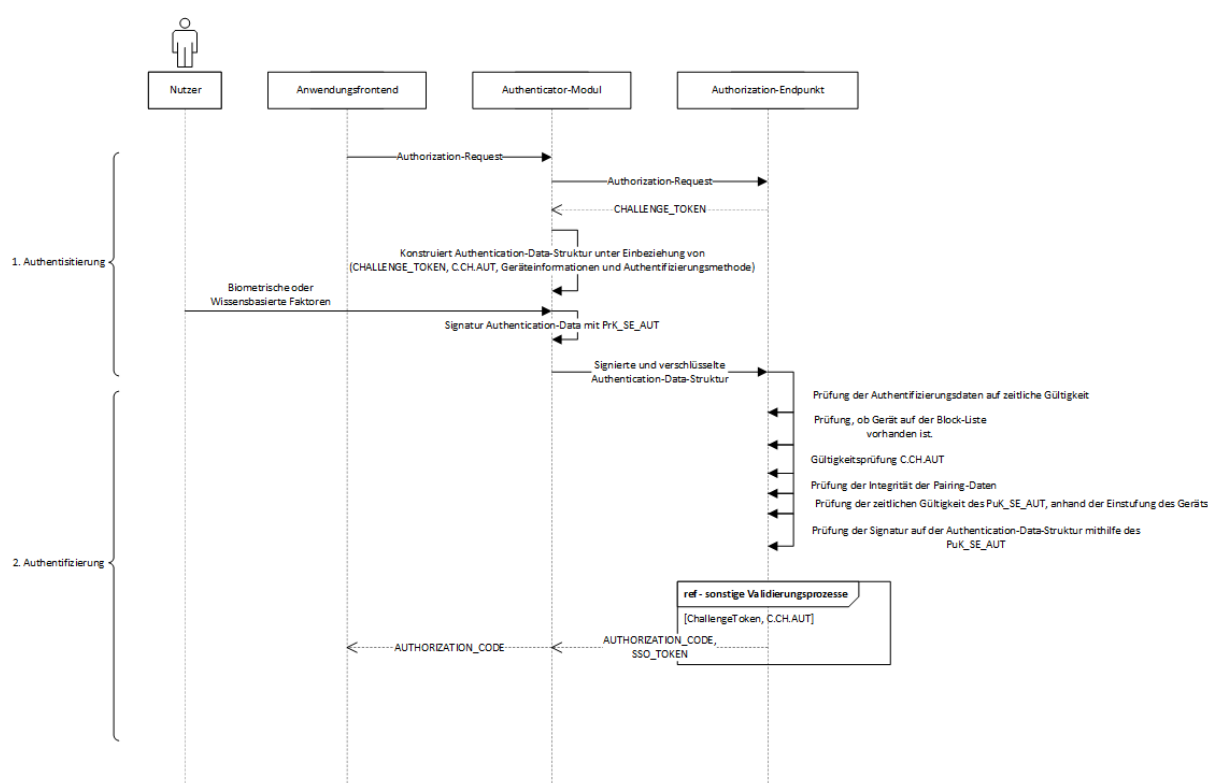 Nutzer
Anwendungsfrontend
Authenticator-Modul
Authorization-Endpunkt
Authorization-Request
Authorization-Request
CHALLENGE_TOKEN
1. Authentisitierung
Konstruiert Authentication-Data-Struktur unter Einbeziehung von
(CHALLENGE_TOKEN, C.CH.AUT, Geräteinformationen und Authentifizierungsmethode)
Biometrische oder
Wissensbasierte Faktoren
Signatur Authentication-Data mit PrK_SE_AUT
Signierte und verschlüsselte
Authentication-Data-Struktur
Prüfung der Authentifizierungsdaten auf zeitliche Gültigkeit
Prüfung, ob Gerät auf der Block-Liste
vorhanden ist.
Gültigkeitsprüfung C.CH.AUT
Prüfung der Integrität der Pairing-Daten
Prüfung der zeitlichen Gültigkeit des PuK_SE_AUT, anhand der Einstufung des Geräts
Prüfung der Signatur auf der Authentication-Data-Struktur mithilfe des
PuK_SE_AUT
2. Authentifizierung
ref - sonstige Validierungsprozesse
[ChallengeToken, C.CH.AUT]
AUTHORIZATION_CODE,
SSO_TOKEN
AUTHORIZATION_CODE